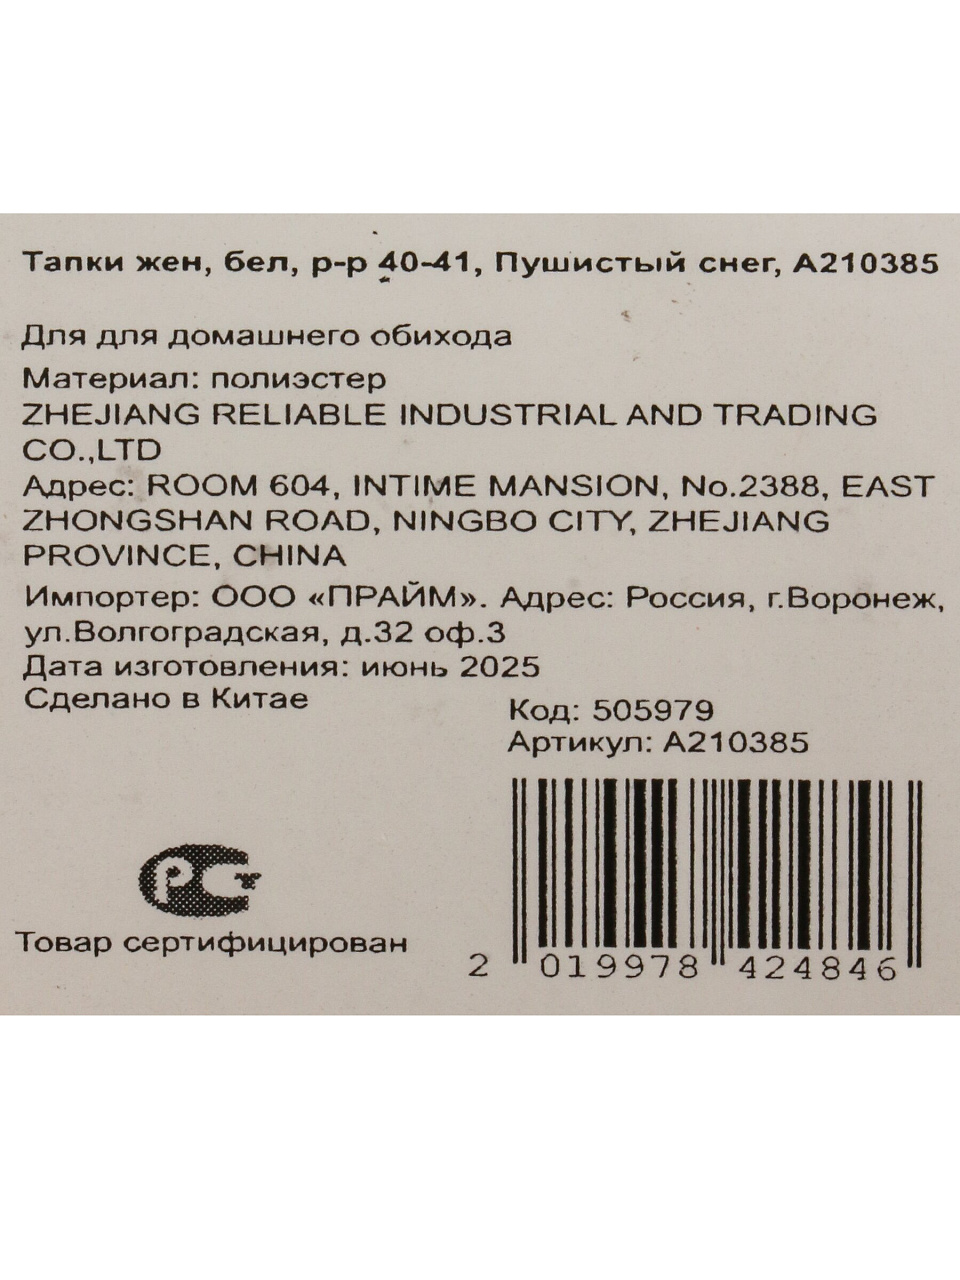 Тапки жен, бел, р-р 40-41, Пушистый снег, А210385
Для для домашнего обихода
Материал: полиэстер
ZHEJIANG RELIABLE INDUSTRIAL AND TRADING
CO.,LTD
Адрес: ROOM 604, INTIME MANSION, No.2388, EAST
ZHONGSHAN ROAD, NINGBO CITY, ZHEJIANG
PROVINCE, CHINA
Импортер: ООО «ПРАЙМ». Адрес: Россия, г.Воронеж,
ул.Волгоградская, д.32 оф.3
Дата изготовления: июнь 2025
Сделано в Китае
Код: 505979
Артикул: А210385
РСТ
Товар сертифицирован
2 019978 424846